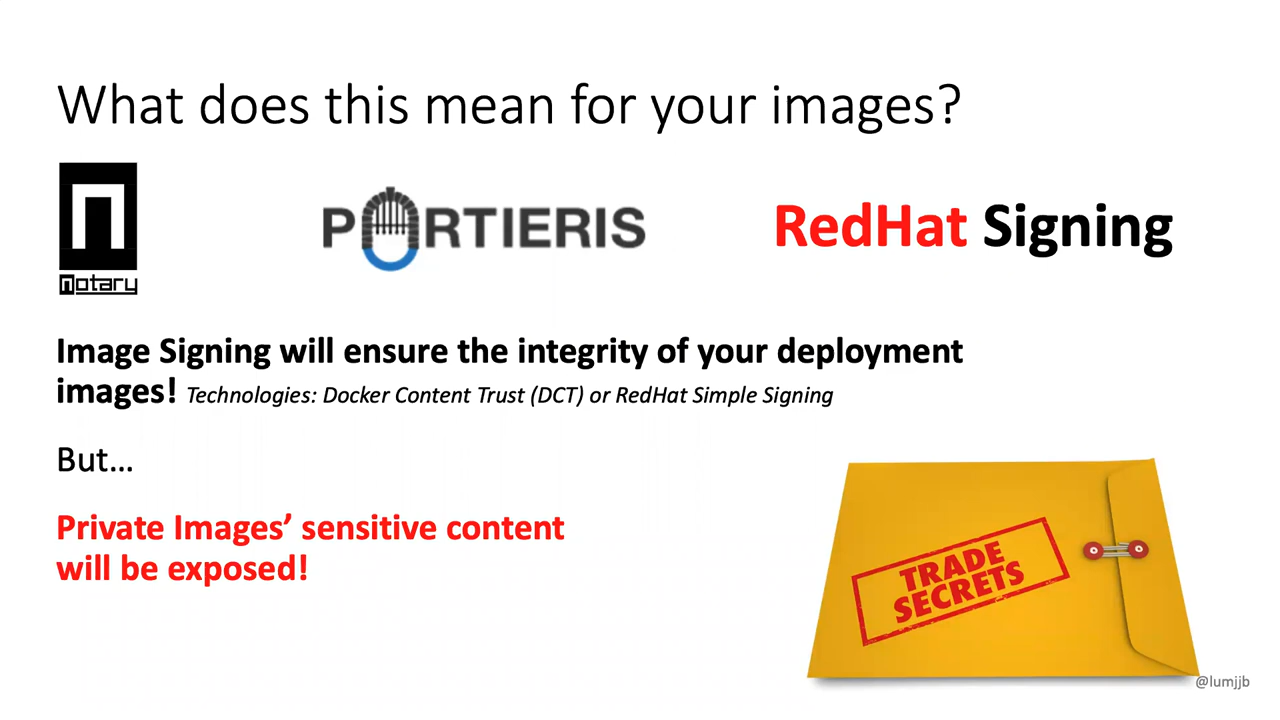 What does this mean for your images?
notary
PORTIERIS
RedHat Signing
Image Signing will ensure the integrity of your deployment
images! Technologies: Docker Content Trust (DCT) or RedHat Simple Signing
But...
Private Images’ sensitive content
will be exposed!
TRADE
SECRETS
@lumjjb